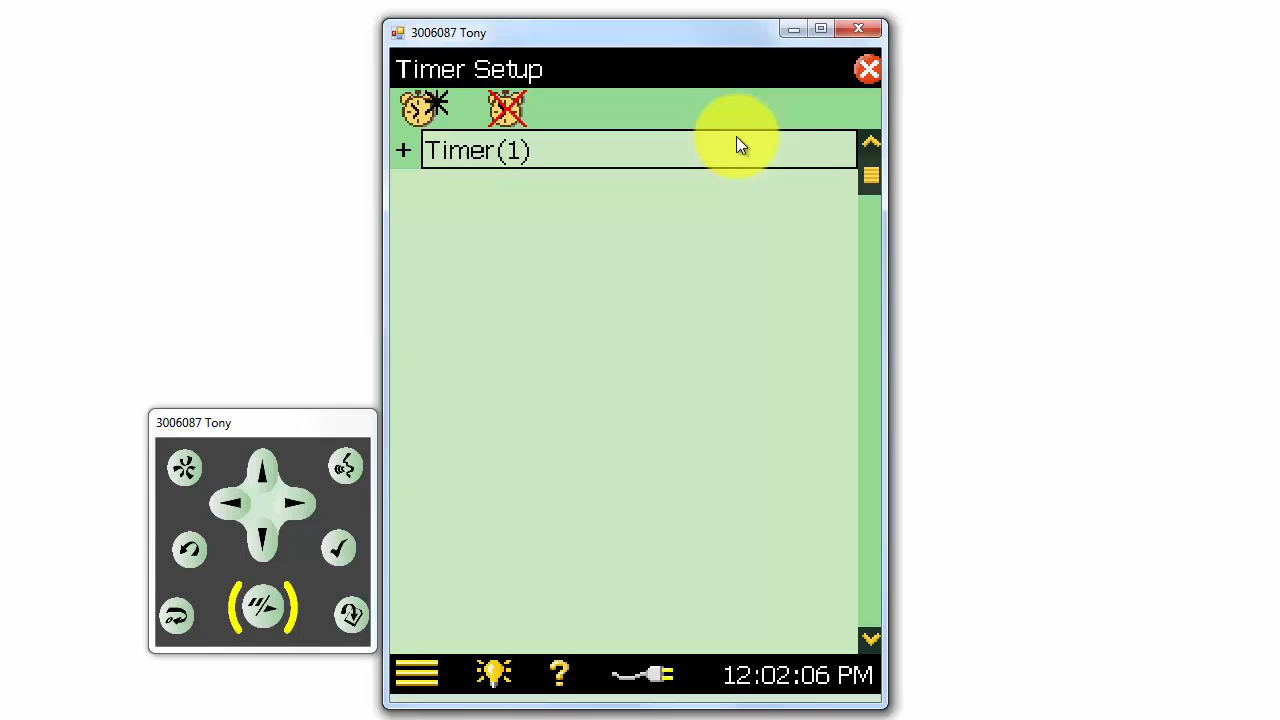 3006087 Tony
Timer Setup
+ Timer(1)
3006087 Tony
? 12:02:06 PM